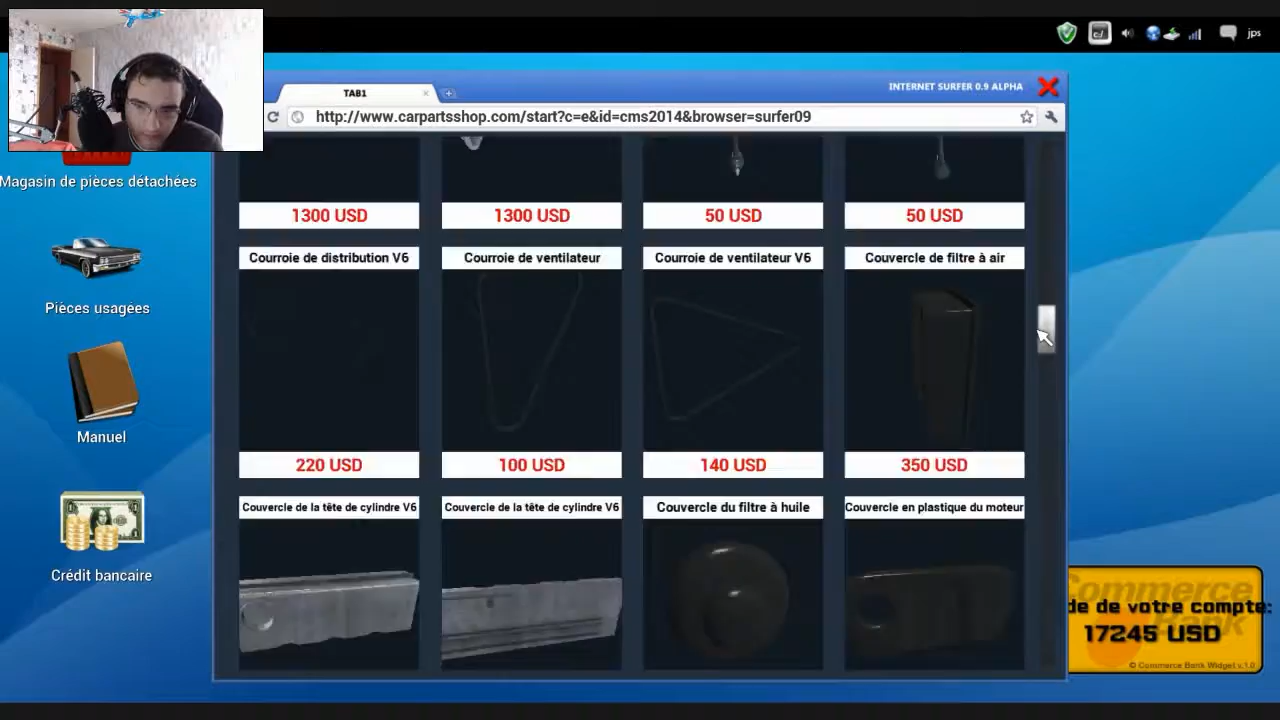 jps
TAB1
INTERNET SURFER 0.9 ALPHA
http://www.carpartsshop.com/start?c=e&id=cms2014&browser=surfer09
Magasin de pièces détachées
Pièces usagées
Manuel
Crédit bancaire
1300 USD
1300 USD
50 USD
50 USD
Courroie de distribution V6
Courroie de ventilateur
Courroie de ventilateur V6
Couvercle de filtre à air
220 USD
100 USD
140 USD
350 USD
Couvercle de la tête de cylindre V6
Couvercle de la tête de cylindre V6
Couvercle du filtre à huile
Couvercle en plastique du moteur
Commerce
Bank
de de votre compte:
17245 USD
© Commerce Bank Widget v.1.0